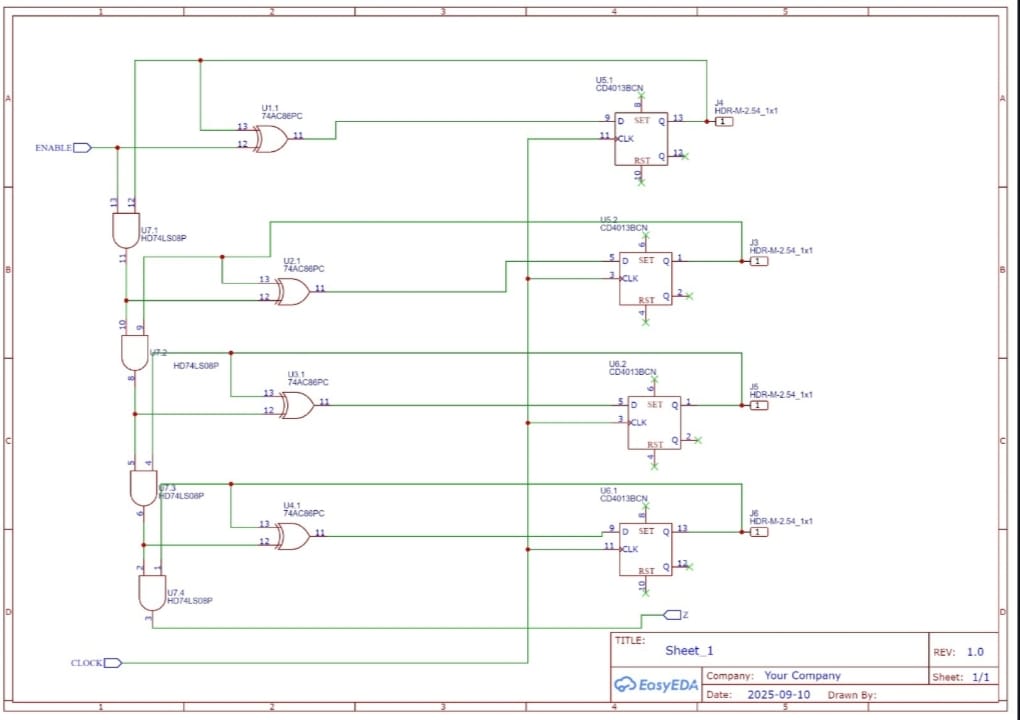 1 2 3 4 5
A
A
U1.1
74AC86PC
13
12
11
ENABLE
U5.1
CD4013BCN
8
9 D SET Q 13
11 CLK
RST Q 12
10
J4
HDR-M-2.54_1x1
1
13
12
U7.1
HD74LS08P
11
B
B
U2.1
74AC86PC
13
12
11
U5.2
CD4013BCN
6
5 D SET Q 1
3 CLK
RST Q 2
4
J3
HDR-M-2.54_1x1
1
10
9
U7.2
HD74LS08P
8
U3.1
74AC86PC
13
12
11
U6.2
CD4013BCN
6
5 D SET Q 1
3 CLK
RST Q 2
4
J5
HDR-M-2.54_1x1
1
C
C
5
4
U7.3
HD74LS08P
6
U4.1
74AC86PC
13
12
11
U6.1
CD4013BCN
8
9 D SET Q 13
11 CLK
RST Q 12
10
J6
HDR-M-2.54_1x1
1
2
1
U7.4
HD74LS08P
3
D
D
Z
CLOCK
TITLE:
Sheet_1
REV: 1.0
EasyEDA
Company: Your Company
Sheet: 1/1
Date: 2025-09-10 Drawn By:
1 2 3 4 5